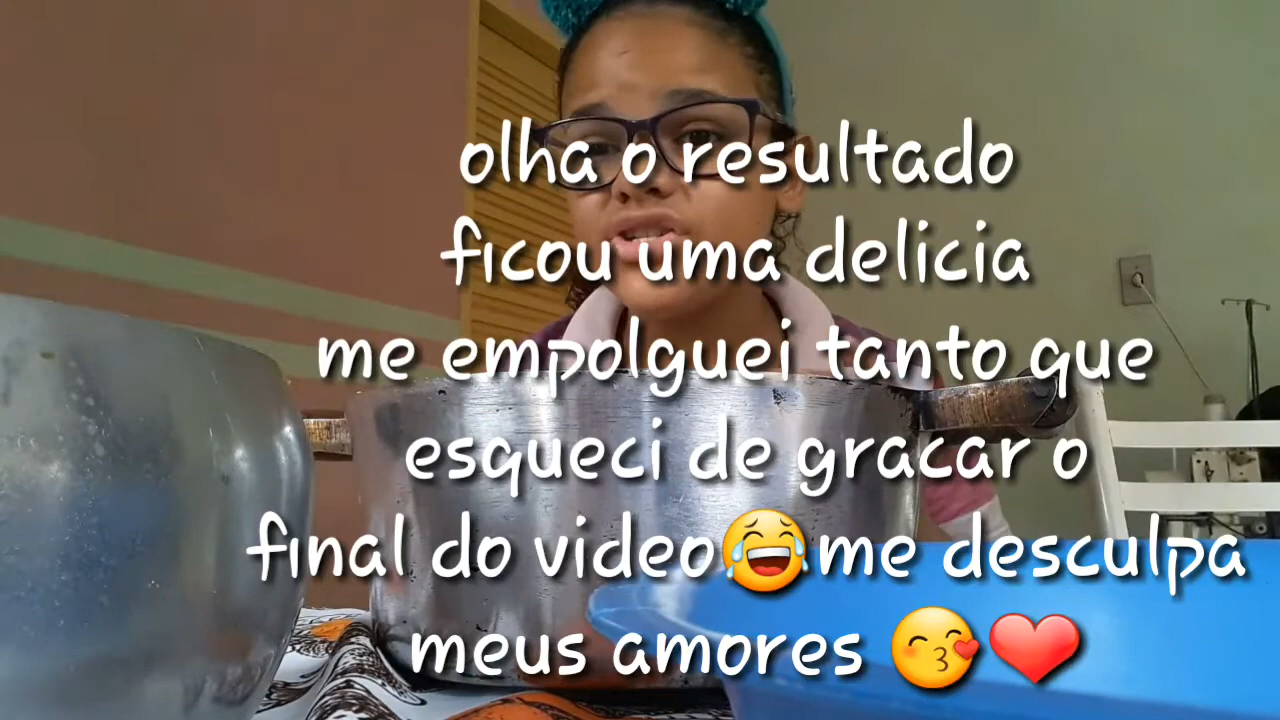 olha o resultado
ficou uma delicia
me empolguei tanto que
esqueci de gracar o
final do video😂me desculpa
meus amores 😙❤️